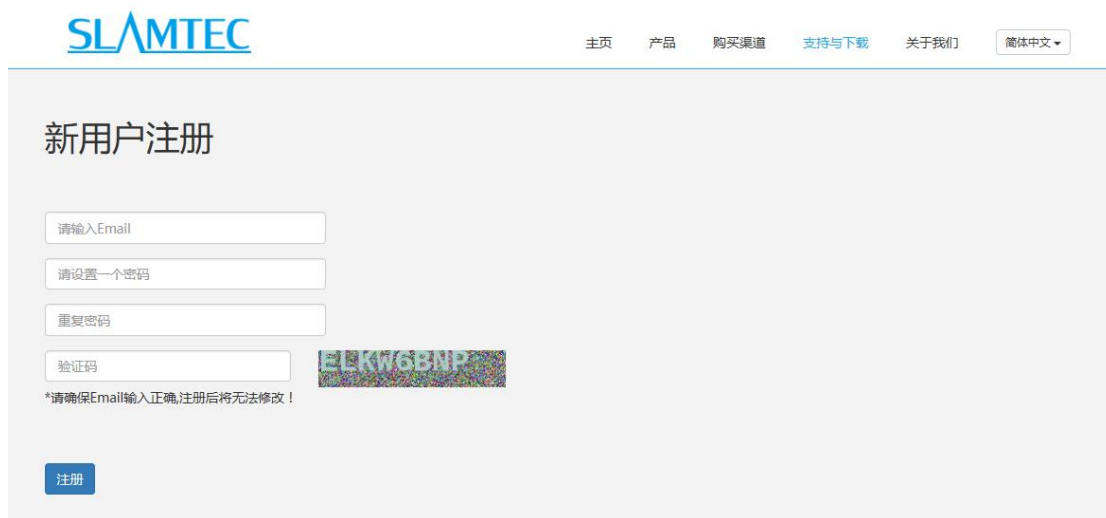 SLAMTEC
主页 产品 购买渠道 支持与下载 关于我们 简体中文
新用户注册
请输入Email
请设置一个密码
重复密码
验证码
*请确保Email输入正确,注册后将无法修改！
注册